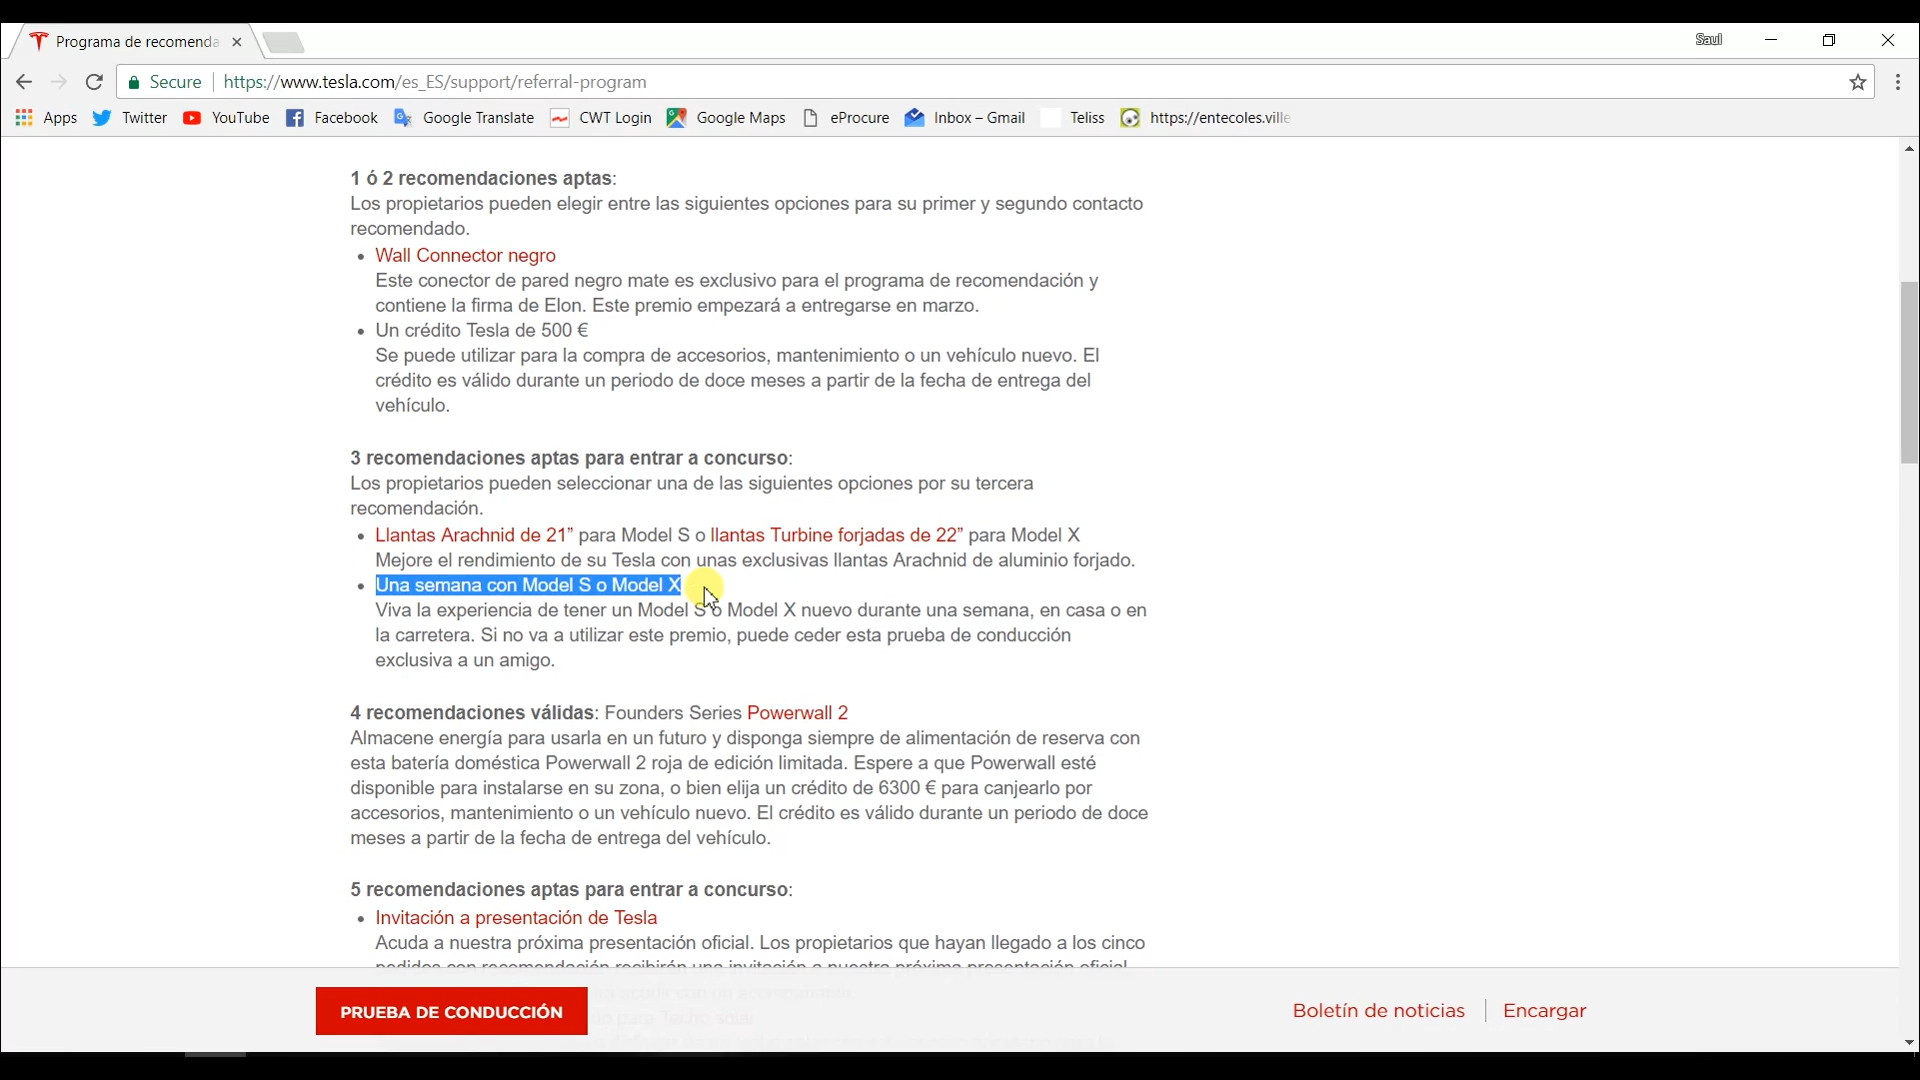 Programa de recomenda
Saul
Secure
https://www.tesla.com/es_ES/support/referral-program
Apps Twitter YouTube Facebook Google Translate CWT Login Google Maps eProcure Inbox – Gmail Teliss https://entecoles.ville
1 ó 2 recomendaciones aptas:
Los propietarios pueden elegir entre las siguientes opciones para su primer y segundo contacto
recomendado.
• Wall Connector negro
Este conector de pared negro mate es exclusivo para el programa de recomendación y
contiene la firma de Elon. Este premio empezará a entregarse en marzo.
• Un crédito Tesla de 500 €
Se puede utilizar para la compra de accesorios, mantenimiento o un vehículo nuevo. El
crédito es válido durante un periodo de doce meses a partir de la fecha de entrega del
vehículo.
3 recomendaciones aptas para entrar a concurso:
Los propietarios pueden seleccionar una de las siguientes opciones por su tercera
recomendación.
• Llantas Arachnid de 21” para Model S o llantas Turbine forjadas de 22” para Model X
Mejore el rendimiento de su Tesla con unas exclusivas llantas Arachnid de aluminio forjado.
• Una semana con Model S o Model X
Viva la experiencia de tener un Model S o Model X nuevo durante una semana, en casa o en
la carretera. Si no va a utilizar este premio, puede ceder esta prueba de conducción
exclusiva a un amigo.
4 recomendaciones válidas: Founders Series Powerwall 2
Almacene energía para usarla en un futuro y disponga siempre de alimentación de reserva con
esta batería doméstica Powerwall 2 roja de edición limitada. Espere a que Powerwall esté
disponible para instalarse en su zona, o bien elija un crédito de 6300 € para canjearlo por
accesorios, mantenimiento o un vehículo nuevo. El crédito es válido durante un periodo de doce
meses a partir de la fecha de entrega del vehículo.
5 recomendaciones aptas para entrar a concurso:
• Invitación a presentación de Tesla
Acuda a nuestra próxima presentación oficial. Los propietarios que hayan llegado a los cinco
pedidos con recomendación recibirán una invitación a nuestra próxima presentación oficial
PRUEBA DE CONDUCCIÓN
Boletín de noticias
Encargar